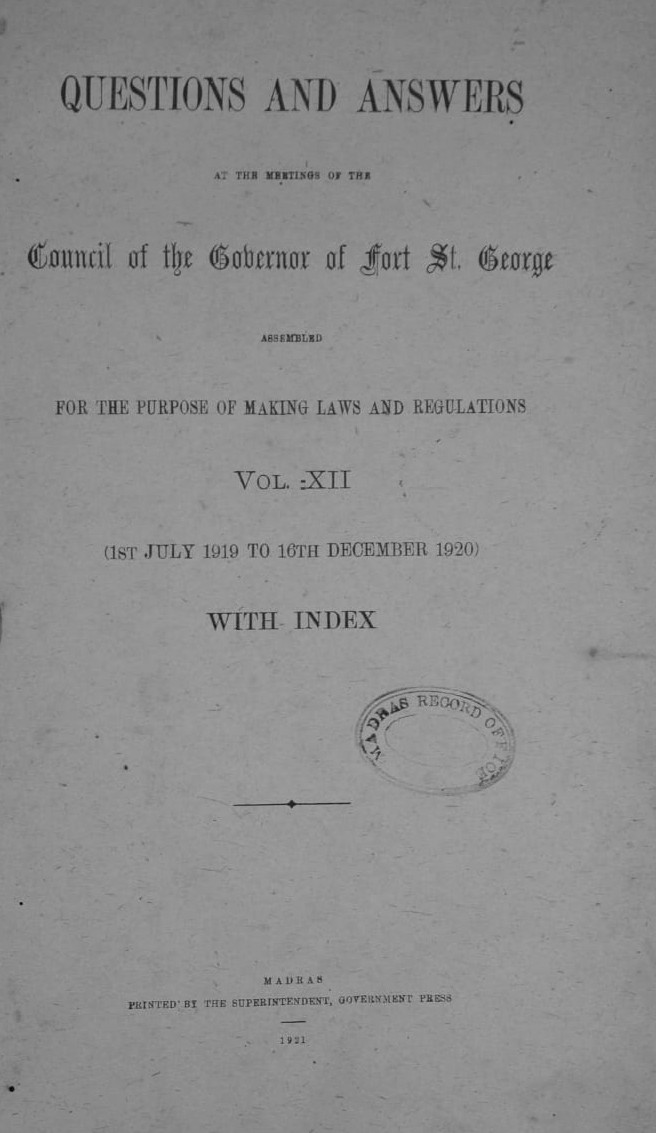 QUESTIONS AND ANSWERS
AT THE MEETINGS OF THE
Council of the Governor of Fort St. George
ASSEMBLED
FOR THE PURPOSE OF MAKING LAWS AND REGULATIONS
VOL. XII
(1ST JULY 1919 TO 16TH DECEMBER 1920)
WITH INDEX
MADRAS RECORD OFFICE
MADRAS
PRINTED BY THE SUPERINTENDENT, GOVERNMENT PRESS
1921